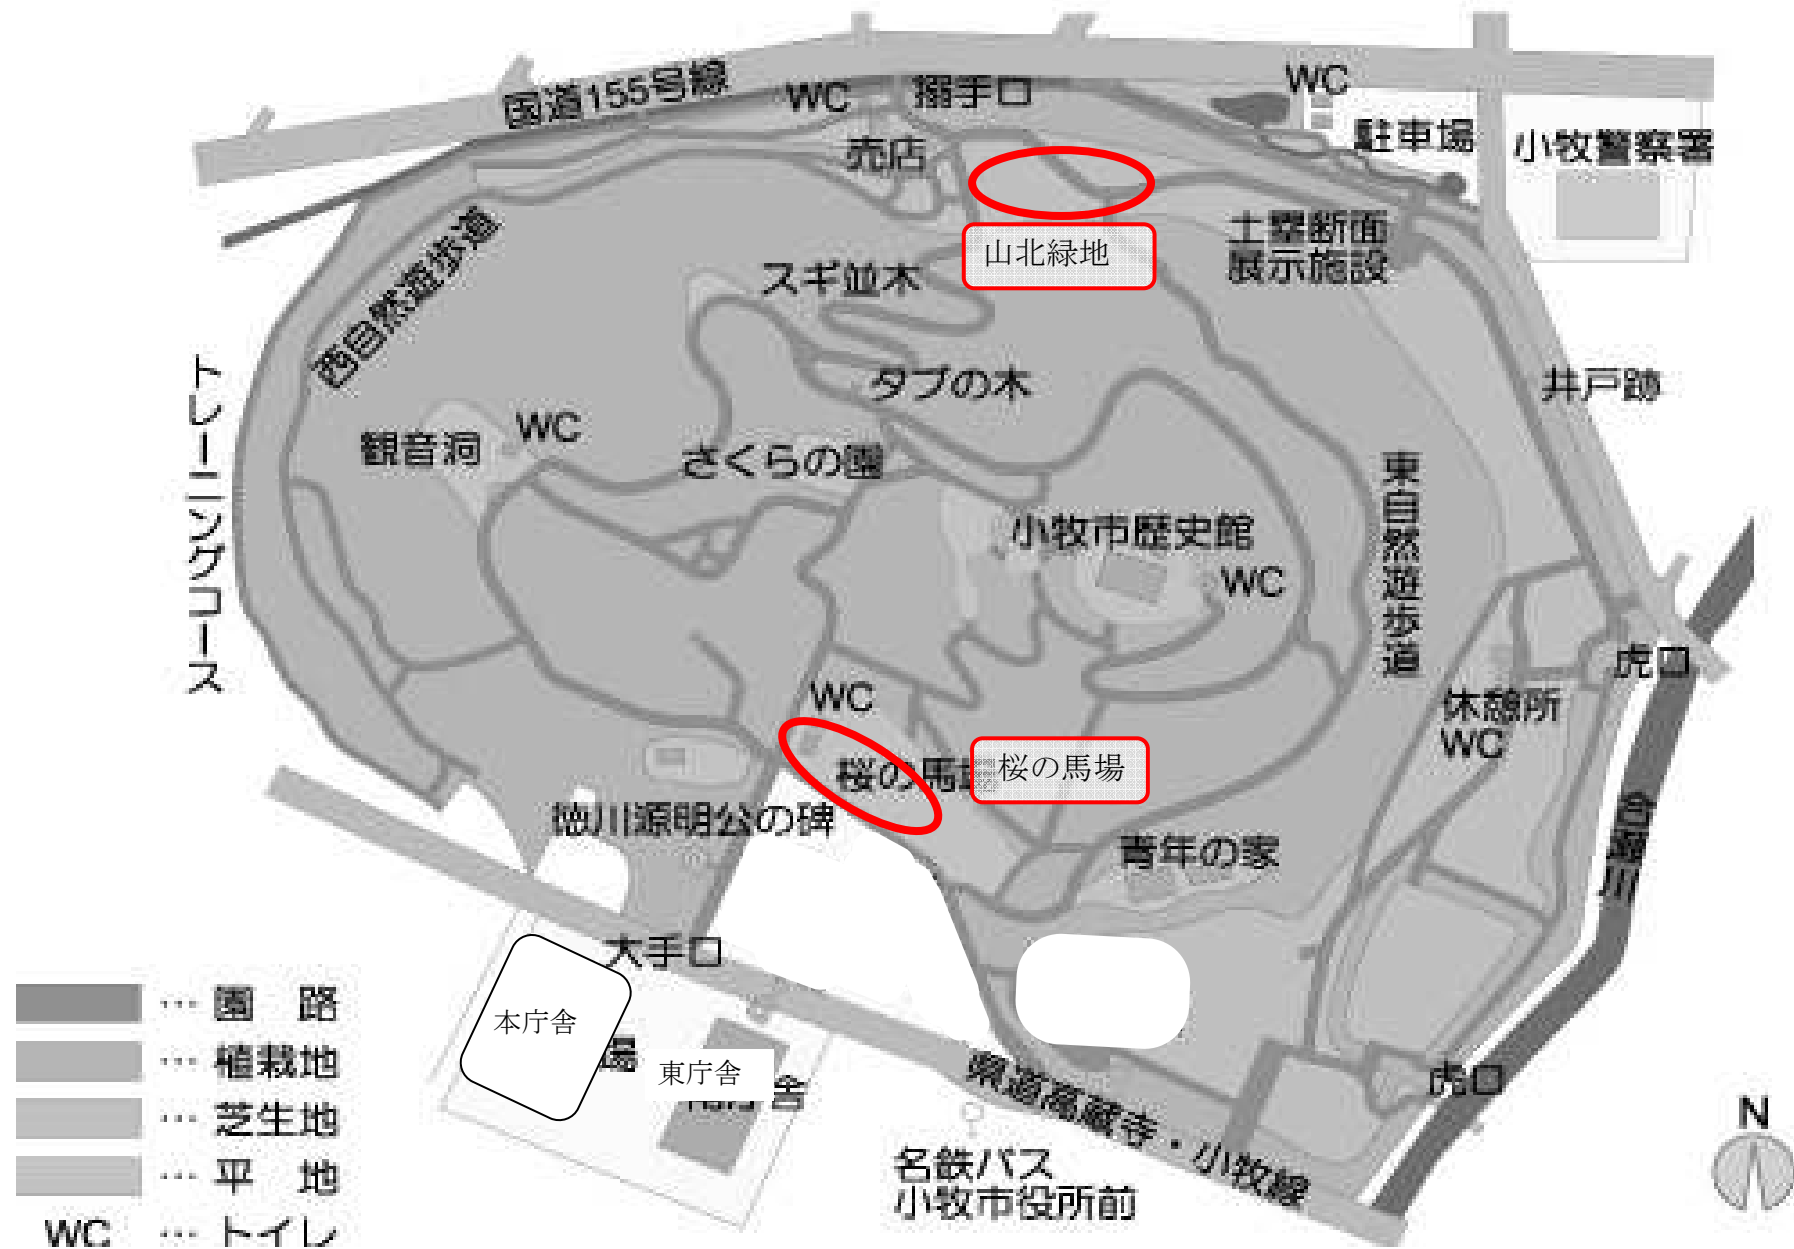 国道155号線
WC
搦手口
WC
駐車場
小牧警察署
売店
山北緑地
土塁断面
展示施設
西自然遊歩道
スギ並木
タブの木
井戸跡
トレーニングコース
観音洞
WC
さくらの園
東自然遊歩道
小牧市歴史館
WC
虎口
休憩所
WC
WC
桜の馬
桜の馬場
徳川源明公の碑
青年の家
大手口
本庁舎
場
東庁舎
舎
虎口
県道高蔵寺・小牧線
名鉄バス
小牧市役所前
N
… 園 路
… 植栽地
… 芝生地
… 平 地
WC … トイレ